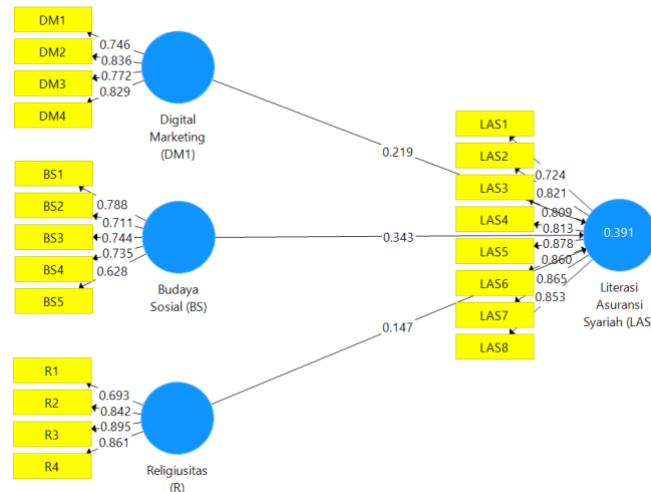 DM1
DM2
DM3
DM4
0.746
0.836
0.772
0.829
Digital
Marketing
(DM1)
BS1
BS2
BS3
BS4
BS5
0.788
0.711
0.744
0.735
0.628
Budaya
Sosial (BS)
R1
R2
R3
R4
0.693
0.842
0.895
0.861
Religiusitas
(R)
0.219
0.343
0.147
LAS1
LAS2
LAS3
LAS4
LAS5
LAS6
LAS7
LAS8
0.724
0.821
0.809
0.813
0.878
0.860
0.865
0.853
0.391
Literasi
Asuransi
Syariah (LAS